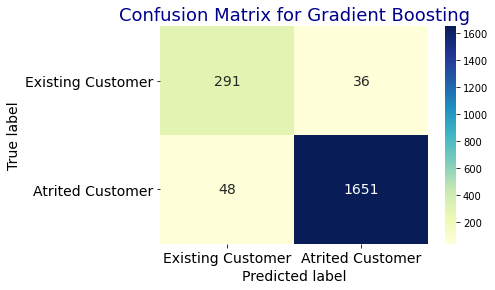 Confusion Matrix for Gradient Boosting
Existing Customer
291
36
Atrited Customer
48
1651
True label
Existing Customer
Atrited Customer
Predicted label
1600
1400
1200
1000
800
600
400
200